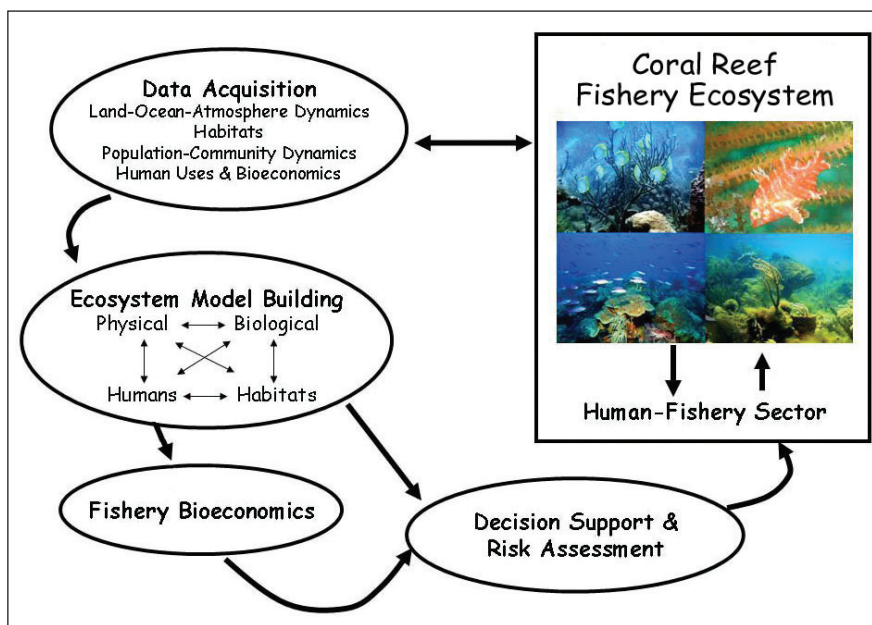 Data Acquisition
Land-Ocean-Atmosphere Dynamics
Habitats
Population-Community Dynamics
Human Uses & Bioeconomics
Coral Reef
Fishery Ecosystem
Ecosystem Model Building
Physical Biological
Humans Habitats
Human-Fishery Sector
Fishery Bioeconomics
Decision Support &
Risk Assessment